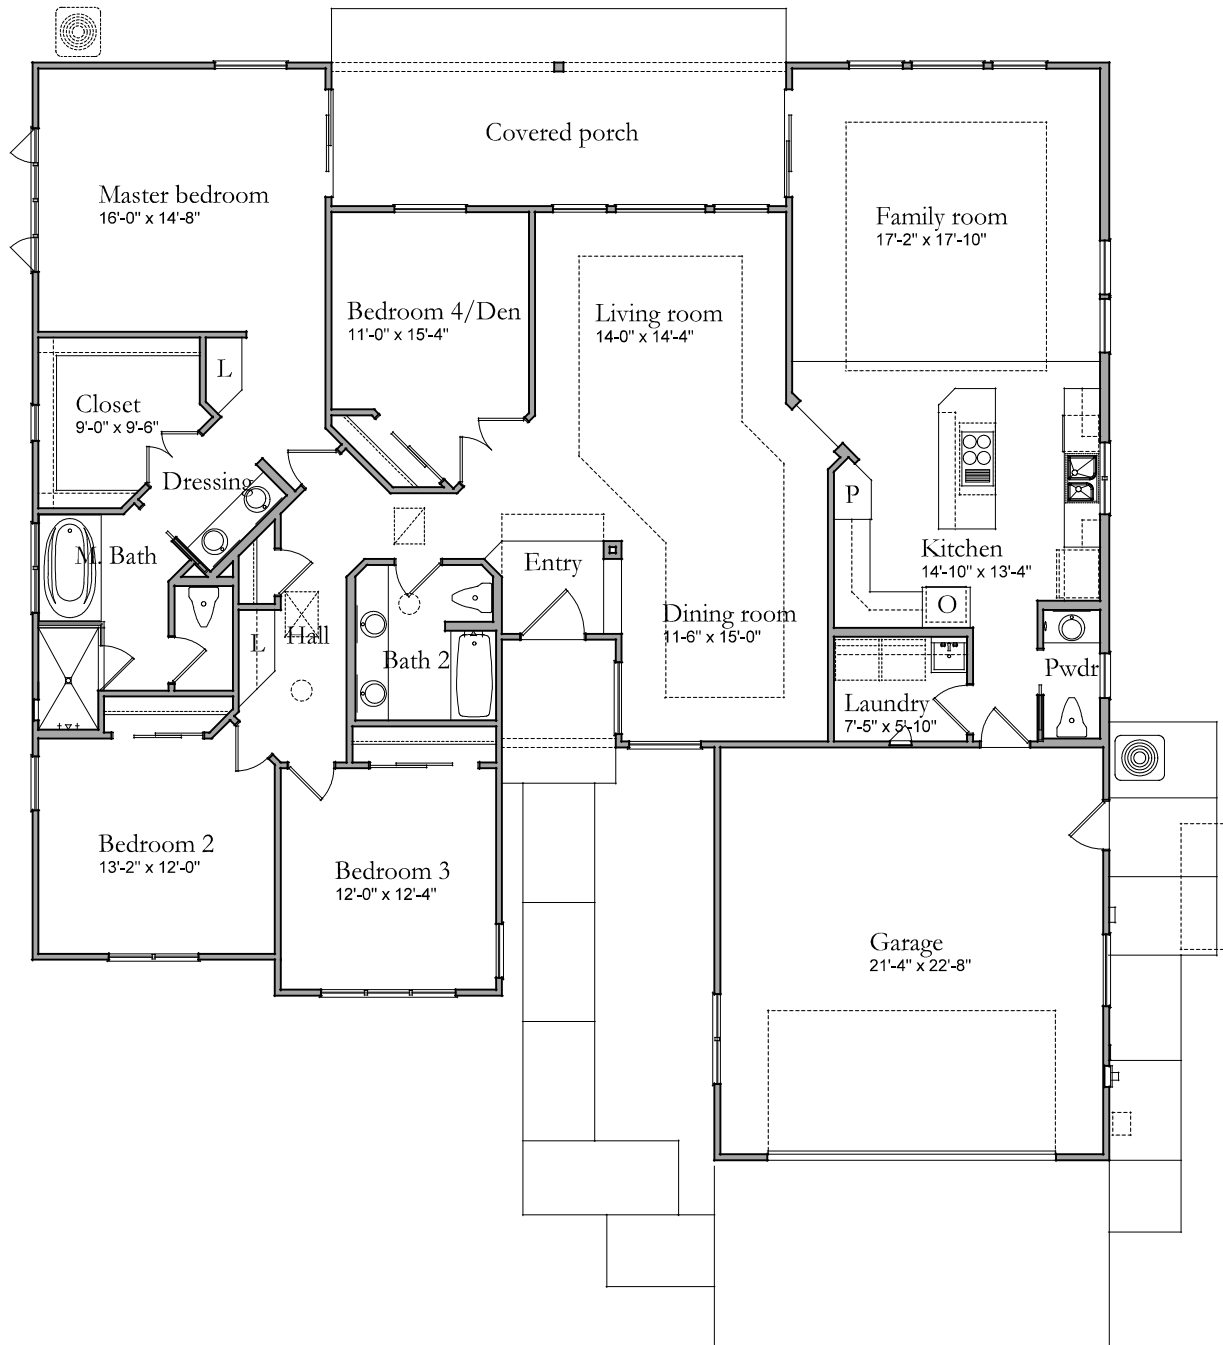 Covered porch
Master bedroom
16'-0" x 14'-8"
Family room
17'-2" x 17'-10"
Bedroom 4/Den
11'-0" x 15'-4"
Living room
14-0" x 14'-4"
L
Closet
9'-0" x 9'-6"
Dressing
P
M. Bath
Entry
Kitchen
14'-10" x 13'-4"
O
Dining room
11-6" x 15'-0"
L
Hall
Bath 2
Pwdr
Laundry
7'-5" x 5'-10"
Bedroom 2
13'-2" x 12'-0"
Bedroom 3
12'-0" x 12'-4"
Garage
21'-4" x 22'-8"